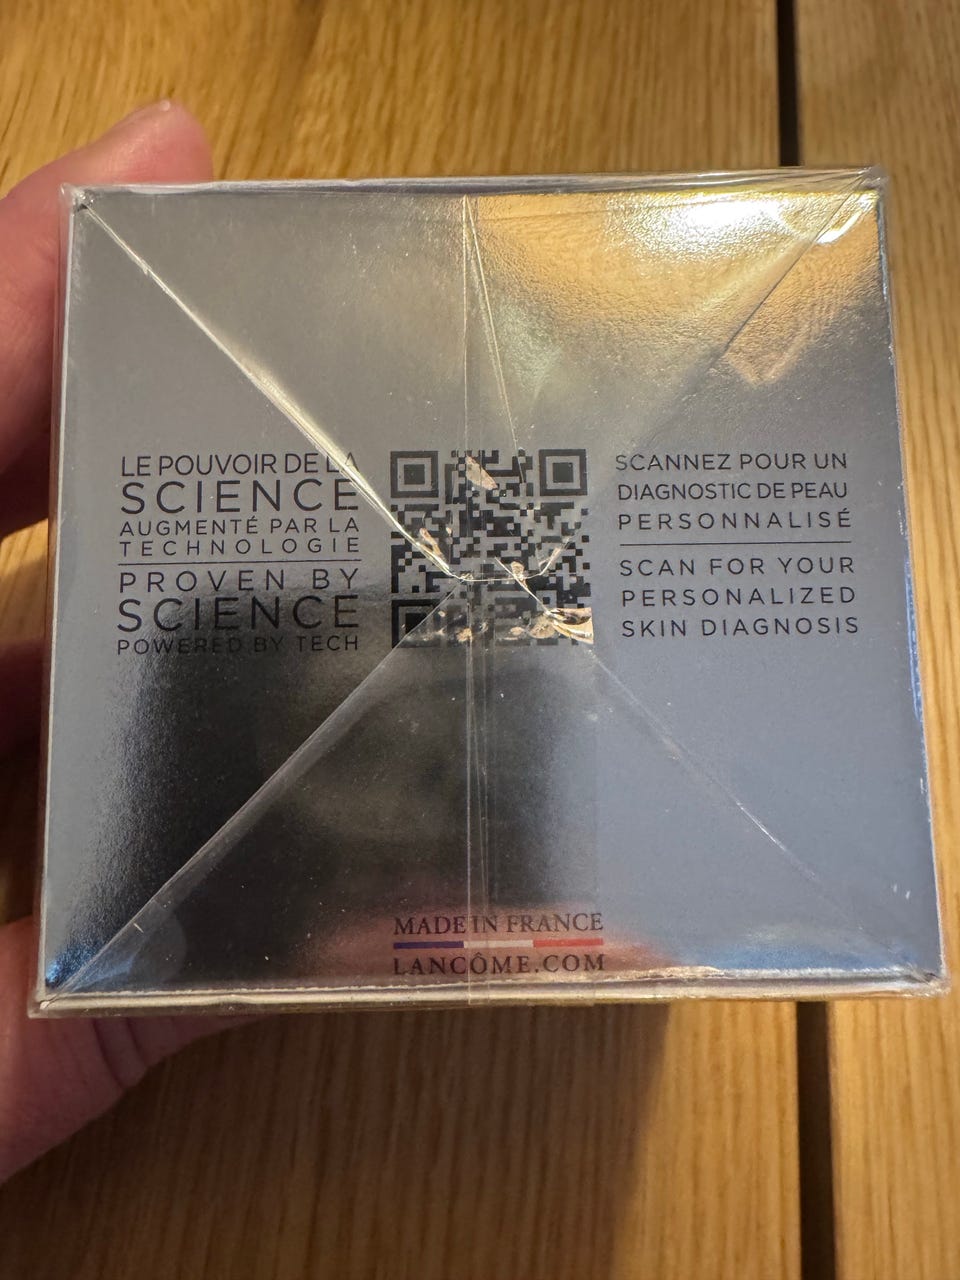 LE POUVOIR DE LA
SCIENCE
AUGMENTÉ PAR LA
TECHNOLOGIE
PROVEN BY
SCIENCE
POWERED BY TECH
SCANNEZ POUR UN
DIAGNOSTIC DE PEAU
PERSONNALISÉ
SCAN FOR YOUR
PERSONALIZED
SKIN DIAGNOSIS
MADE IN FRANCE
LANCÔME.COM